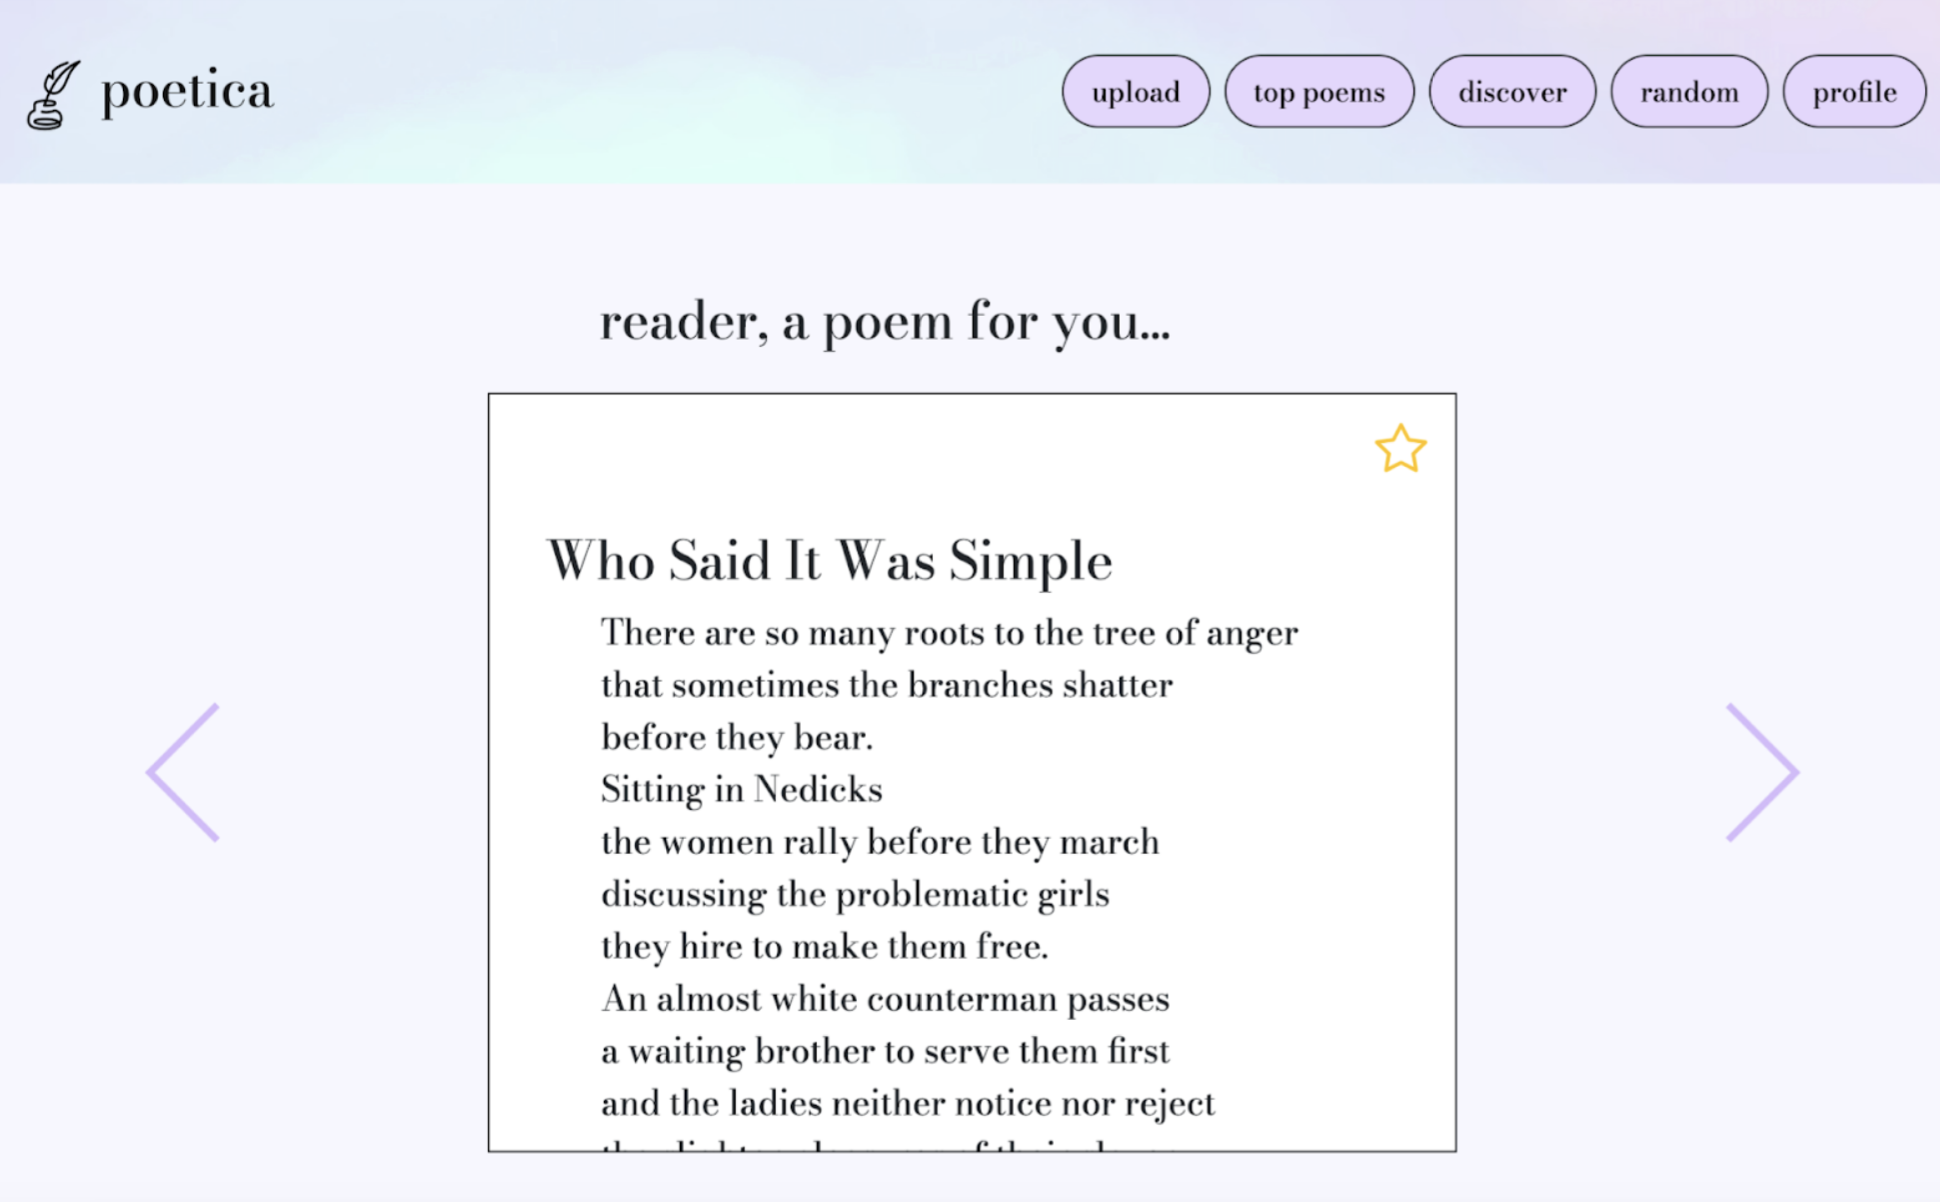 poetica
upload top poems discover random profile
reader, a poem for you...
Who Said It Was Simple
There are so many roots to the tree of anger
that sometimes the branches shatter
before they bear.
Sitting in Nedicks
the women rally before they march
discussing the problematic girls
they hire to make them free.
An almost white counterman passes
a waiting brother to serve them first
and the ladies neither notice nor reject